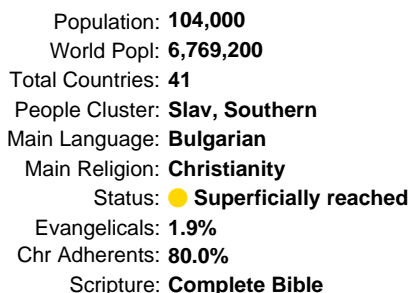 Population: 104,000
World Popl: 6,769,200
Total Countries: 41
People Cluster: Slav, Southern
Main Language: Bulgarian
Main Religion: Christianity
Status: Superficially reached
Evangelicals: 1.9%
Chr Adherents: 80.0%
Scripture: Complete Bible